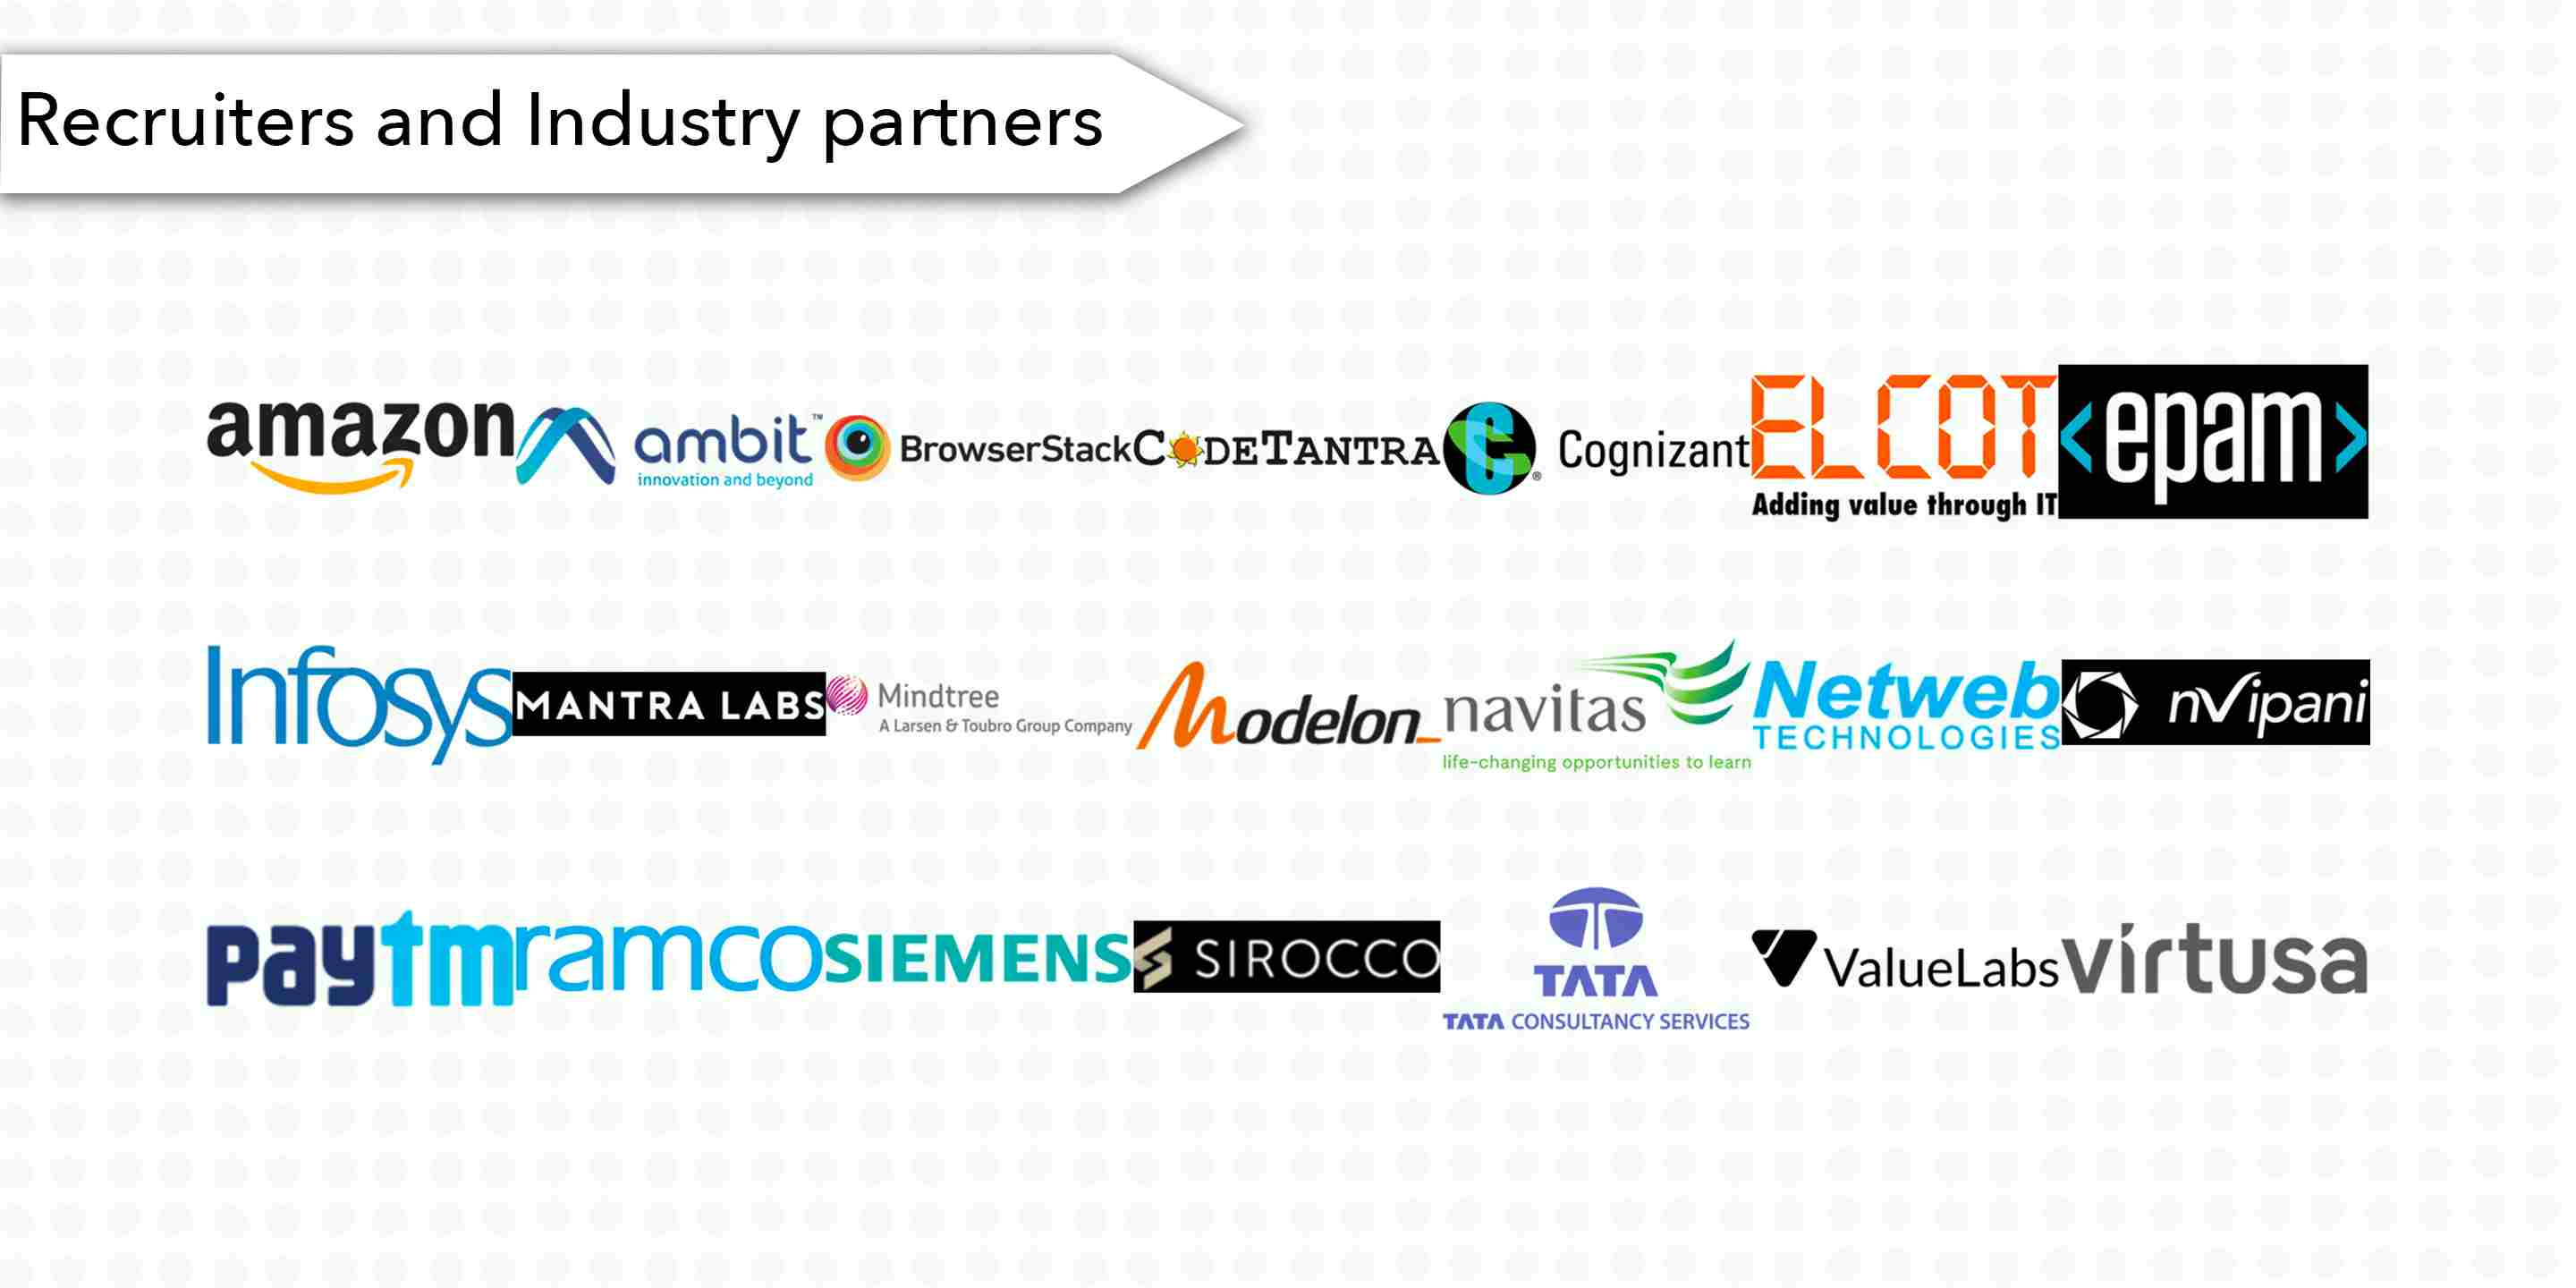 Recruiters and Industry partners
amazon
ambit™
innovation and beyond
BrowserStack
CODETANTRA
Cognizant
®
ELCOT
Adding value through IT
<epam>
Infosys
MANTRA LABS
Mindtree
A Larsen & Toubro Group Company
Modelon_
navitas
life-changing opportunities to learn
Netweb
TECHNOLOGIES
nVipani
paytm
ramco
SIEMENS
SIROCCO
TATA
TATA CONSULTANCY SERVICES
ValueLabs
virtusa